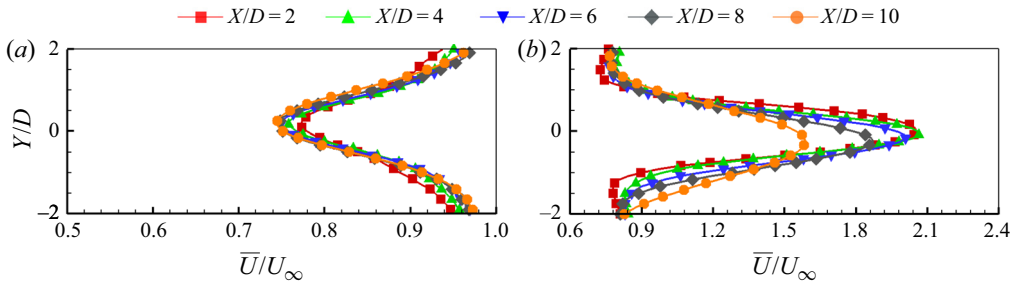 X/D = 2 X/D = 4 X/D = 6 X/D = 8 X/D = 10
(a) 2 (b) 2
Y/D 0 0
–2 –2
0.5 0.6 0.7 0.8 0.9 1.0 0.6 0.9 1.2 1.5 1.8 2.1 2.4
U̅/U∞ U̅/U∞